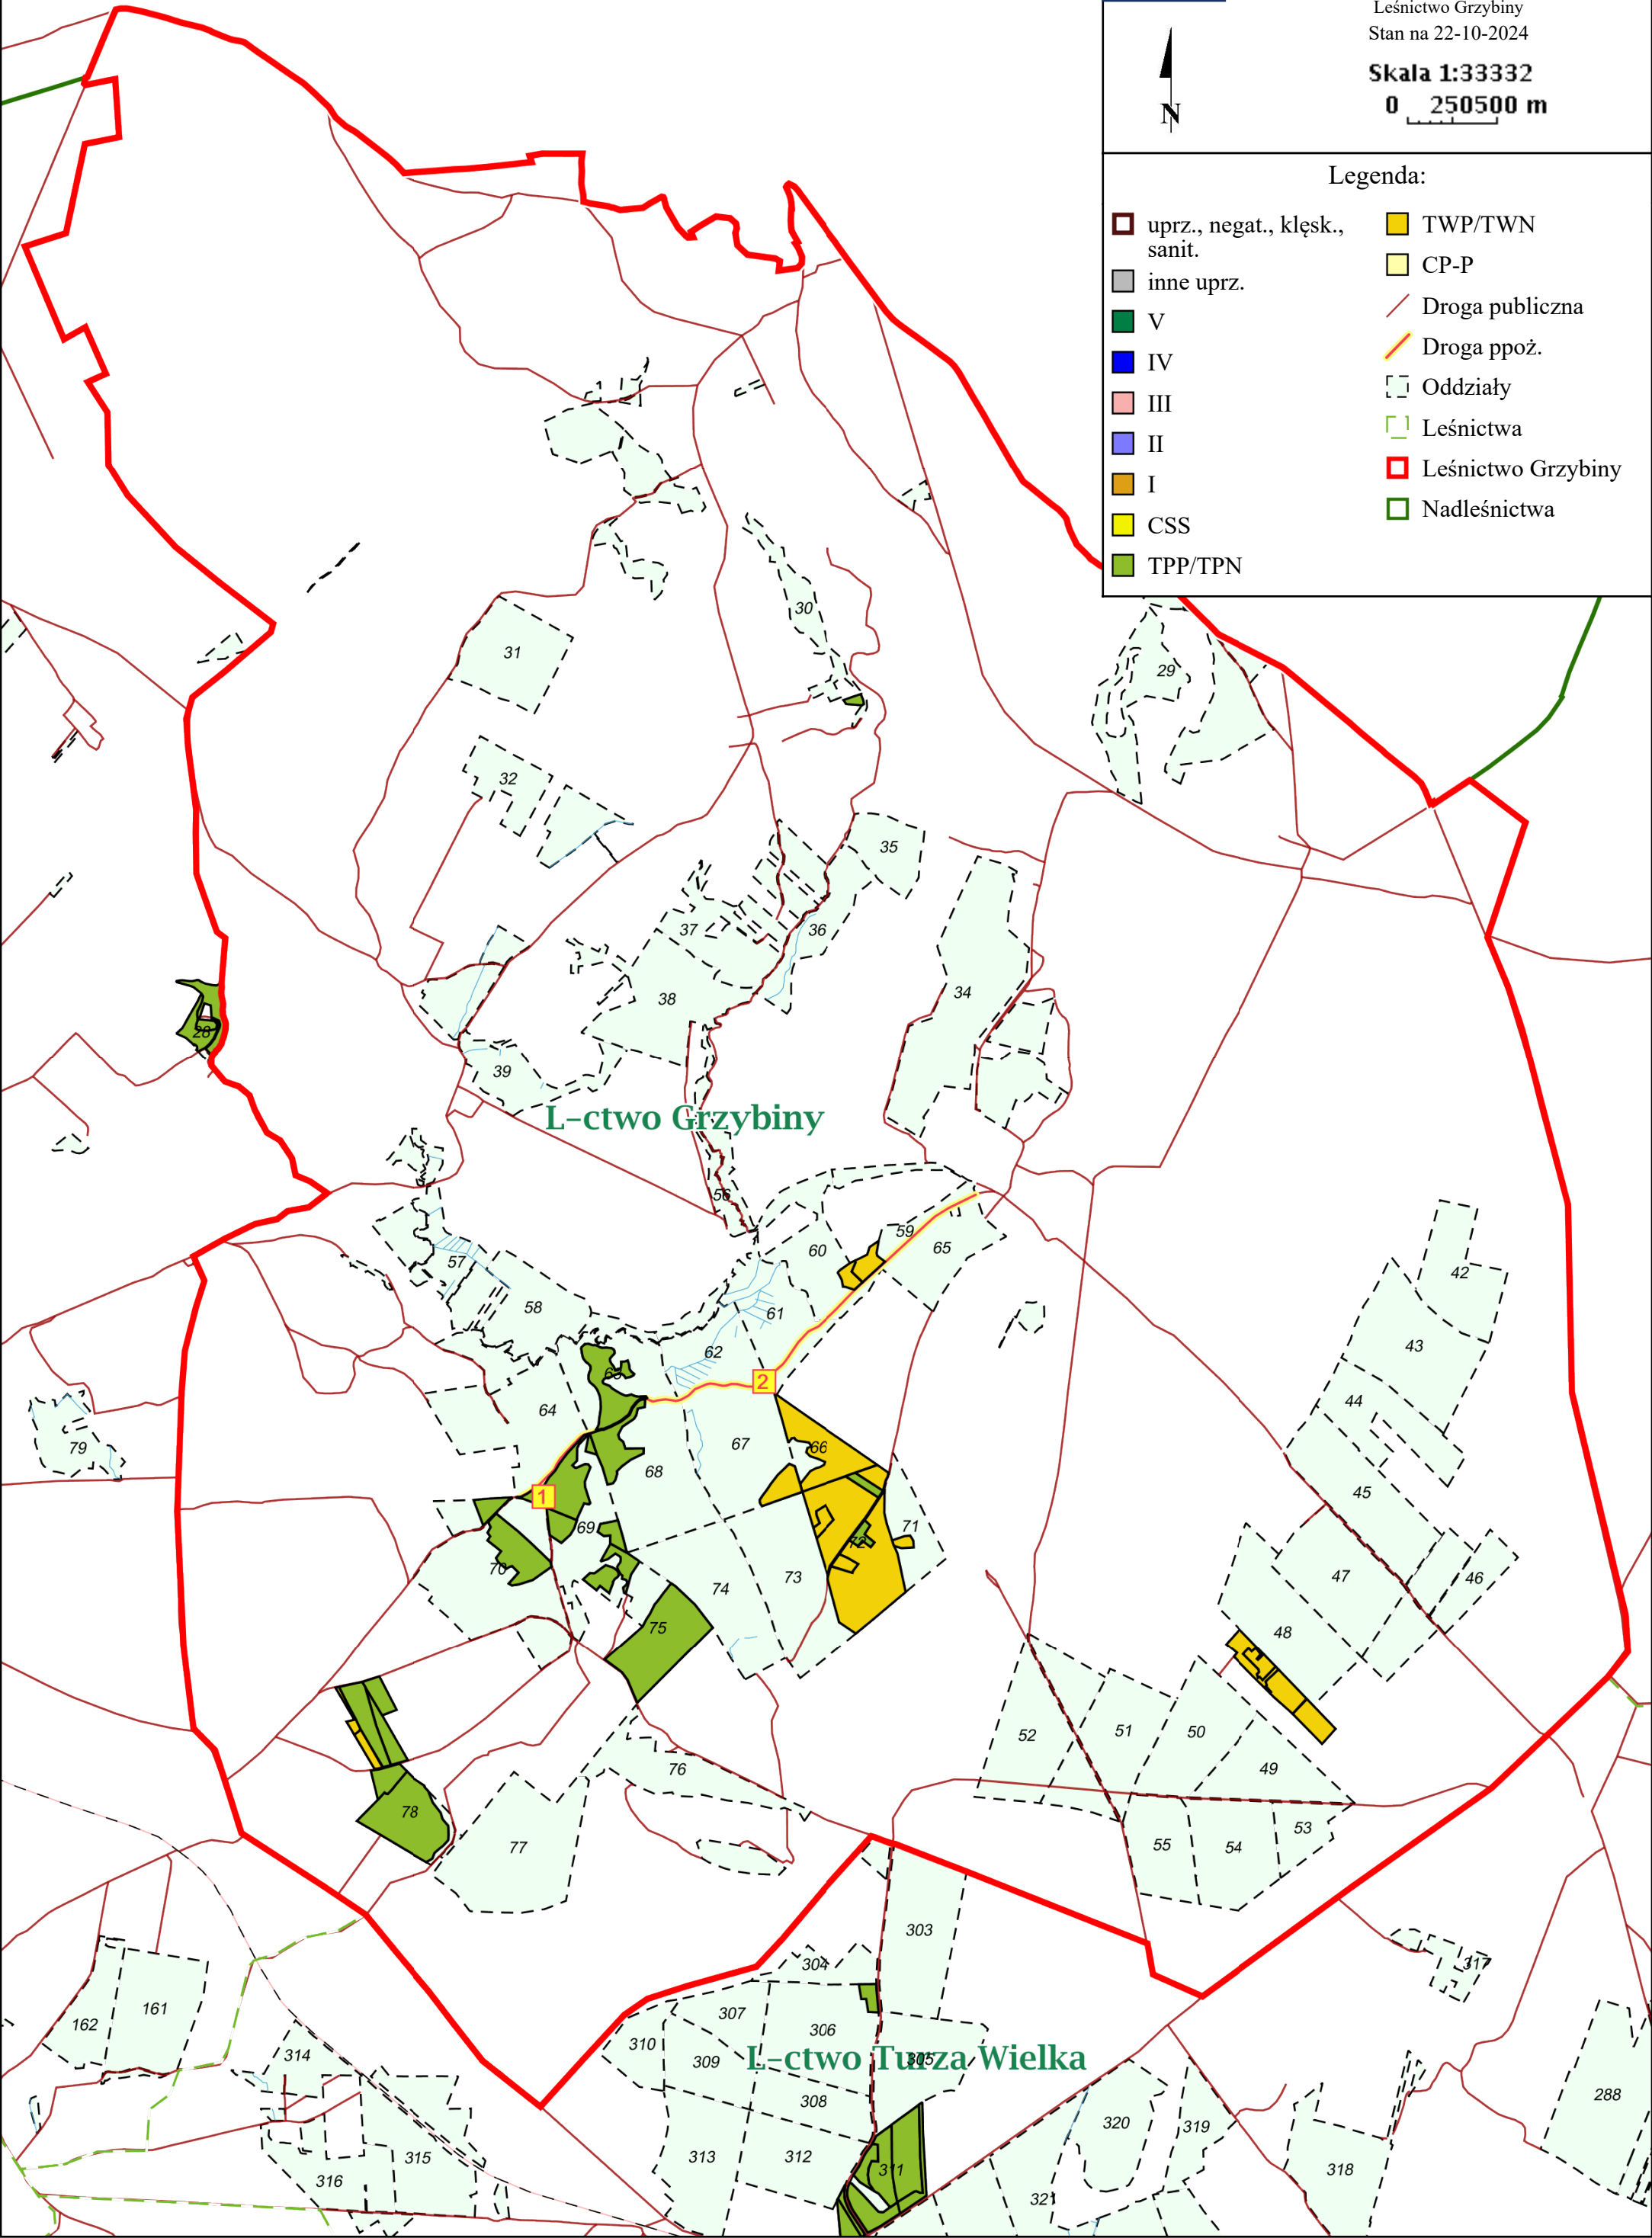 Leśnictwo Grzybiny
Stan na 22-10-2024
Skala 1:33332
0 250500 m
N
Legenda:
uprz., negat., klęsk.,
sanit.
inne uprz.
V
IV
III
II
I
CSS
TPP/TPN
TWP/TWN
CP-P
Droga publiczna
Droga ppoż.
Oddziały
Leśnictwa
Leśnictwo Grzybiny
Nadleśnictwa
30
31
29
32
35
37
36
38
34
28
39
L-ctwo Grzybiny
56
59
60
65
57
42
58
61
43
62
63
44
64
79
67
66
68
45
1
2
69
71
72
70
47
46
73
74
75
48
52
51
50
76
49
78
77
53
55
54
303
304
317
161
162
307
306
310
309
305
L-ctwo Turza Wielka
314
308
288
320
319
315
313
312
311
316
318
321